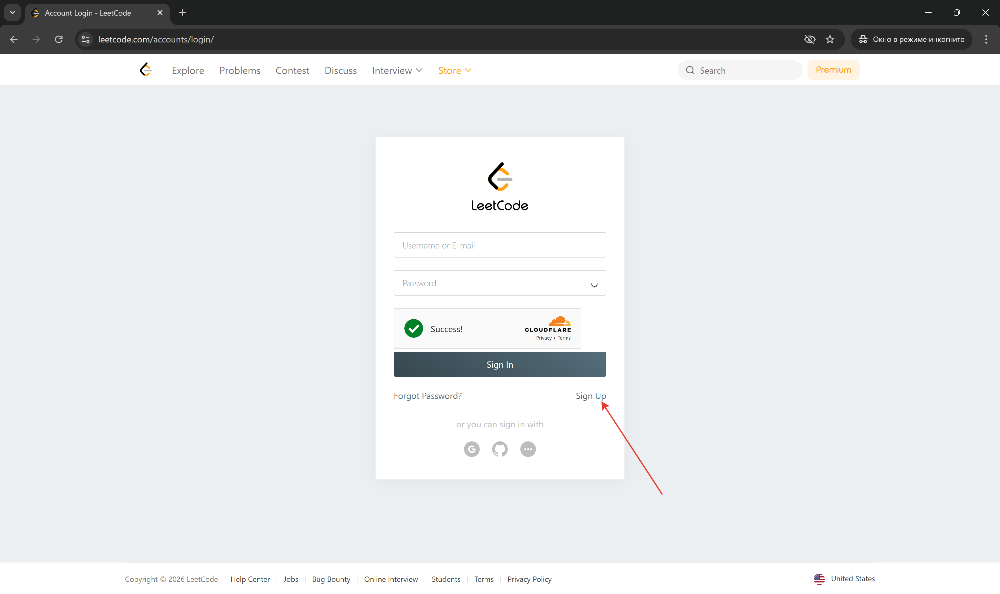 Account Login - LeetCode
leetcode.com/accounts/login/
Окно в режиме инкогнито
Explore Problems Contest Discuss Interview Store Search Premium
LeetCode
Username or E-mail
Password
Success!
CLOUDFLARE
Privacy • Terms
Sign In
Forgot Password? Sign Up
or you can sign in with
Copyright © 2026 LeetCode Help Center Jobs Bug Bounty Online Interview Students Terms Privacy Policy United States